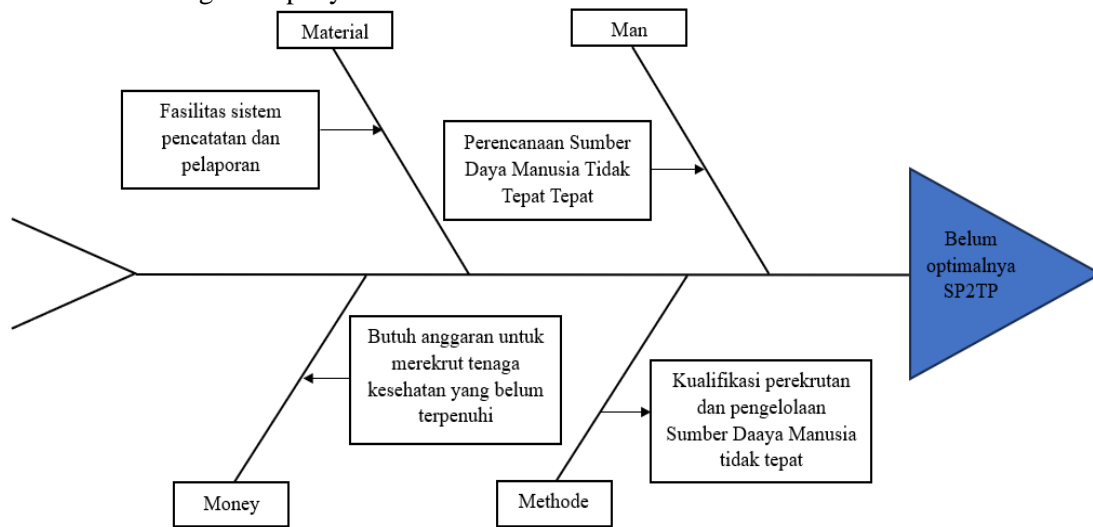 Material
Man
Fasilitas sistem
pencatatan dan
pelaporan
Perencanaan Sumber
Daya Manusia Tidak
Tepat Tepat
Belum
optimalnya
SP2TP
Butuh anggaran untuk
merekrut tenaga
kesehatan yang belum
terpenuhi
Kualifikasi perekrutan
dan pengelolaan
Sumber Daaya Manusia
tidak tepat
Money
Methode